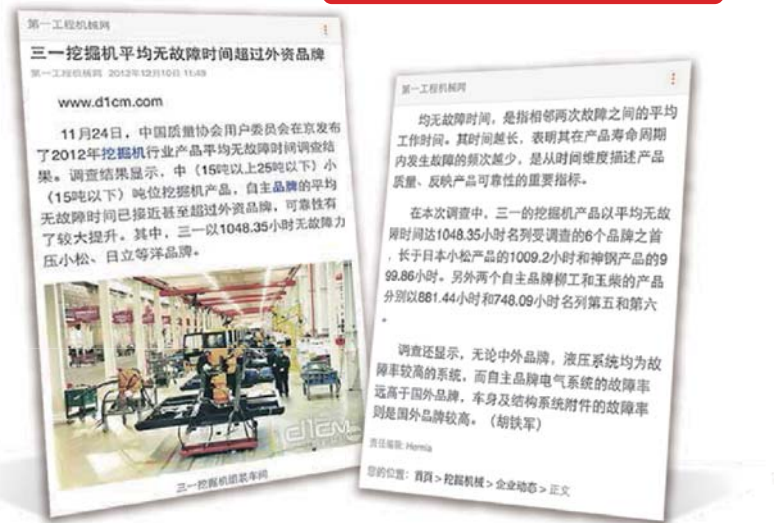 第一工程机械网
三一挖掘机平均无故障时间超过外资品牌
第一工程机械网 2012年12月10日 11:49
www.d1cm.com
11月24日，中国质量协会用户委员会在京发布
了2012年挖掘机行业产品平均无故障时间调查结
果。调查结果显示，中（15吨以上25吨以下）小
（15吨以下）吨位挖掘机产品，自主品牌的平均
无故障时间已接近甚至超过外资品牌，可靠性有
了较大提升。其中，三一以1048.35小时无故障力
压小松、日立等洋品牌。
d1cm
三一挖掘机组装车间
第一工程机械网
均无故障时间，是指相邻两次故障之间的平均
工作时间。其时间越长，表明其在产品寿命周期
内发生故障的频次越少，是从时间维度描述产品
质量、反映产品可靠性的重要指标。
在本次调查中，三一的挖掘机产品以平均无故
障时间达1048.35小时名列受调查的6个品牌之首
，长于日本小松产品的1009.2小时和神钢产品的9
99.86小时。另外两个自主品牌柳工和玉柴的产品
分别以881.44小时和748.09小时名列第五和第六
。
调查还显示，无论中外品牌，液压系统均为故
障率较高的系统，而自主品牌电气系统的故障率
远高于国外品牌，车身及结构系统附件的故障率
则是国外品牌较高。（胡铁军）
责任编辑: Hernia
您的位置: 首页 > 挖掘机械 > 企业动态 > 正文